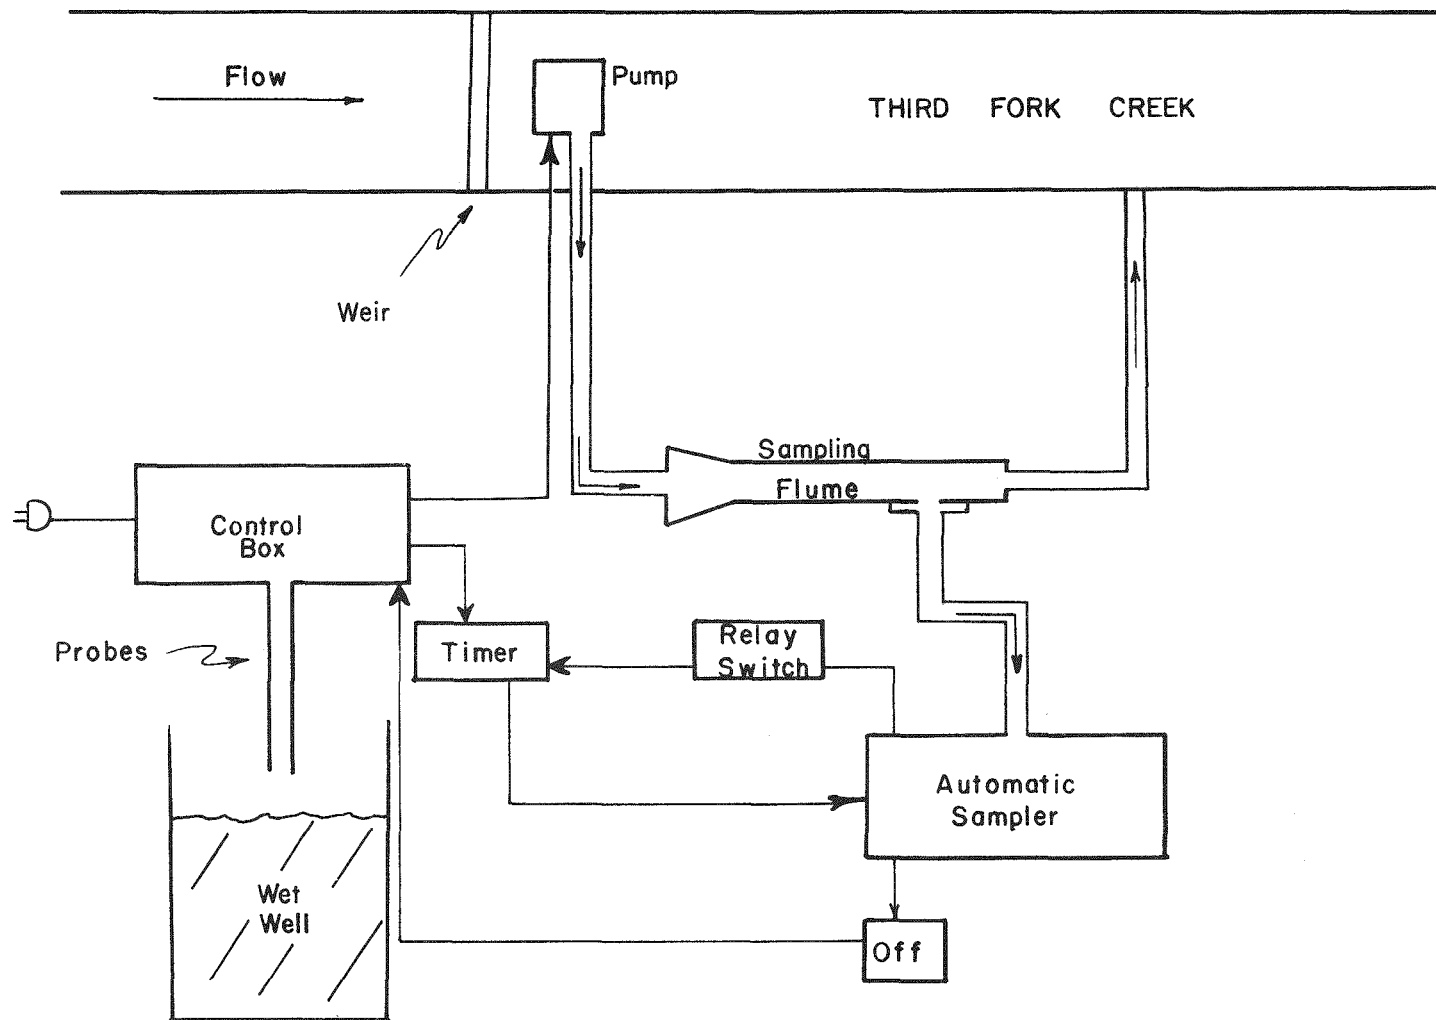 Flow
Pump
THIRD FORK CREEK
Weir
Sampling
Flume
Control
Box
Probes
Timer
Relay
Switch
Automatic
Sampler
Wet
Well
Off